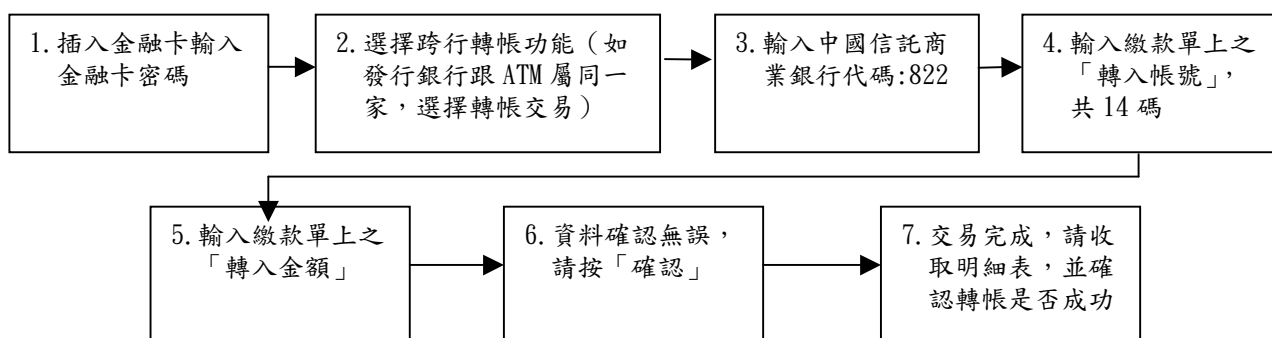 1.插入金融卡輸入
金融卡密碼
2.選擇跨行轉帳功能（如
發行銀行跟 ATM 屬同一
家，選擇轉帳交易）
3.輸入中國信託商
業銀行代碼:822
4.輸入繳款單上之
「轉入帳號」，
共 14 碼
5.輸入繳款單上之
「轉入金額」
6.資料確認無誤，
請按「確認」
7.交易完成，請收
取明細表，並確
認轉帳是否成功